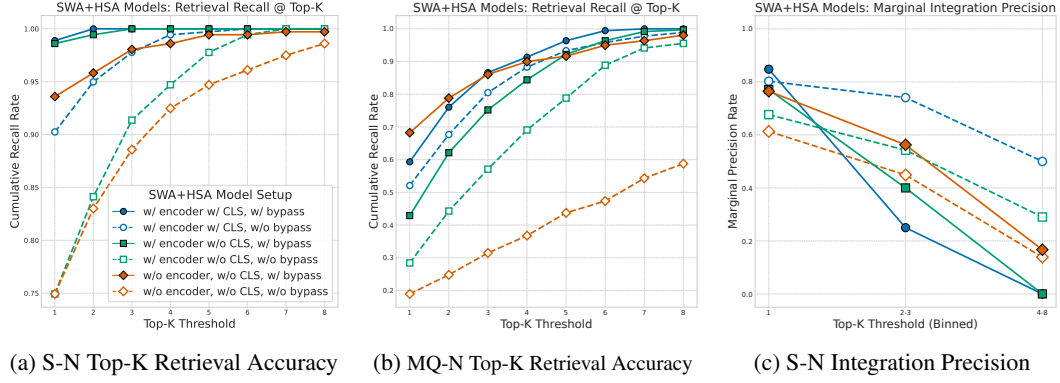 SWA+HSA Models: Retrieval Recall @ Top-K
Cumulative Recall Rate
1.00
0.95
0.90
0.85
0.80
0.75
SWA+HSA Model Setup
w/ encoder w/ CLS, w/ bypass
w/ encoder w/ CLS, w/o bypass
w/ encoder w/o CLS, w/ bypass
w/ encoder w/o CLS, w/o bypass
w/o encoder, w/o CLS, w/ bypass
w/o encoder, w/o CLS, w/o bypass
1 2 3 4 5 6 7 8
Top-K Threshold
(a) S-N Top-K Retrieval Accuracy
SWA+HSA Models: Retrieval Recall @ Top-K
Cumulative Recall Rate
1.0
0.9
0.8
0.7
0.6
0.5
0.4
0.3
0.2
1 2 3 4 5 6 7 8
Top-K Threshold
(b) MQ-N Top-K Retrieval Accuracy
SWA+HSA Models: Marginal Integration Precision
Marginal Precision Rate
1.0
0.8
0.6
0.4
0.2
0.0
1 2-3 4-8
Top-K Threshold (Binned)
(c) S-N Integration Precision